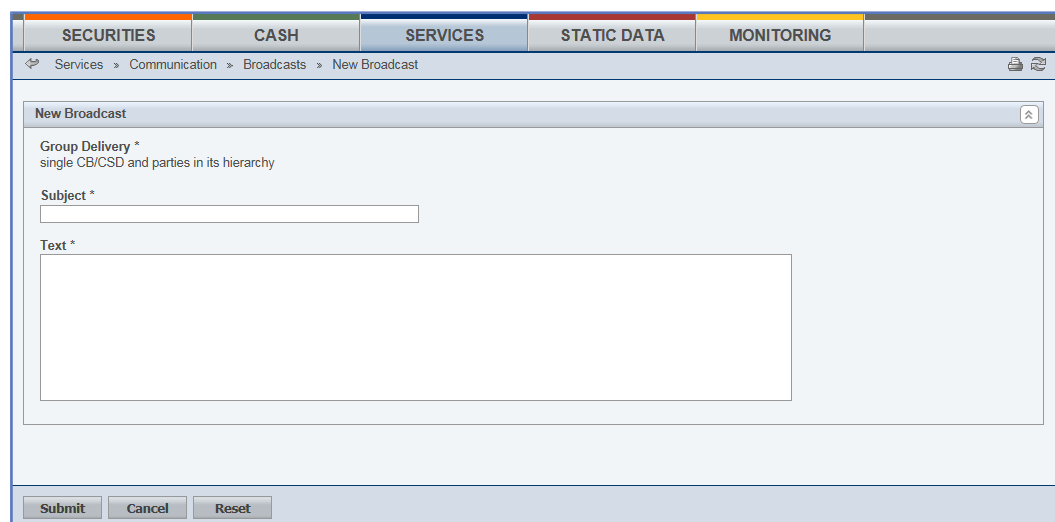 SECURITIES CASH SERVICES STATIC DATA MONITORING
Services » Communication » Broadcasts » New Broadcast
New Broadcast
Group Delivery *
single CB/CSD and parties in its hierarchy
Subject *
Text *
Submit Cancel Reset